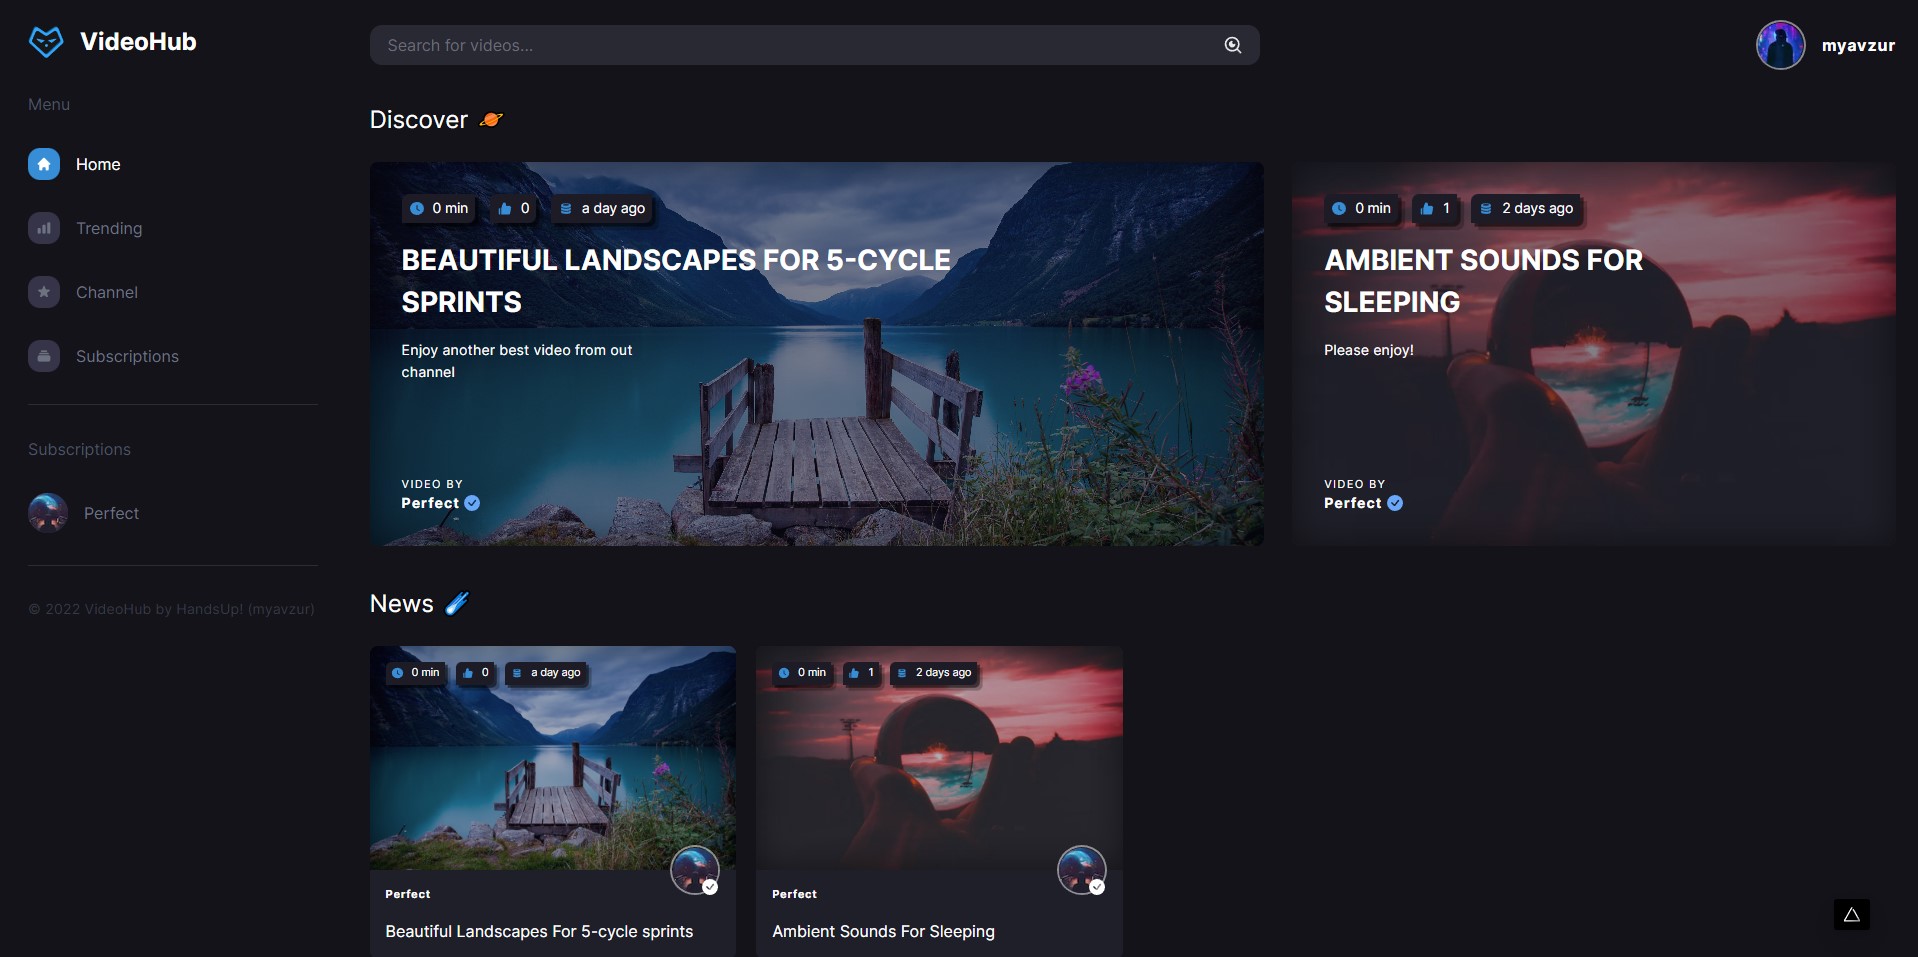 VideoHub
Search for videos...
myavzur
Menu
Home
Trending
Channel
Subscriptions
Subscriptions
Perfect
© 2022 VideoHub by HandsUp! (myavzur)
Discover
0 min
0
a day ago
BEAUTIFUL LANDSCAPES FOR 5-CYCLE
SPRINTS
Enjoy another best video from out
channel
VIDEO BY
Perfect
0 min
1
2 days ago
AMBIENT SOUNDS FOR
SLEEPING
Please enjoy!
VIDEO BY
Perfect
News
0 min
0
a day ago
Perfect
Beautiful Landscapes For 5-cycle sprints
0 min
1
2 days ago
Perfect
Ambient Sounds For Sleeping